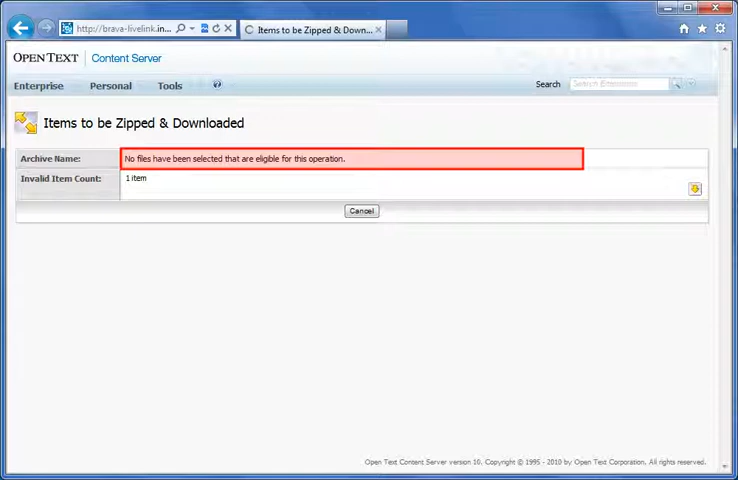 http://brava-livelink.in...
Items to be Zipped & Down...
OPEN TEXT | Content Server
Enterprise Personal Tools
Search
Items to be Zipped & Downloaded
Archive Name: No files have been selected that are eligible for this operation.
Invalid Item Count: 1 item
Cancel
Open Text Content Server version 10. Copyright © 1995 - 2010 by Open Text Corporation. All rights reserved.